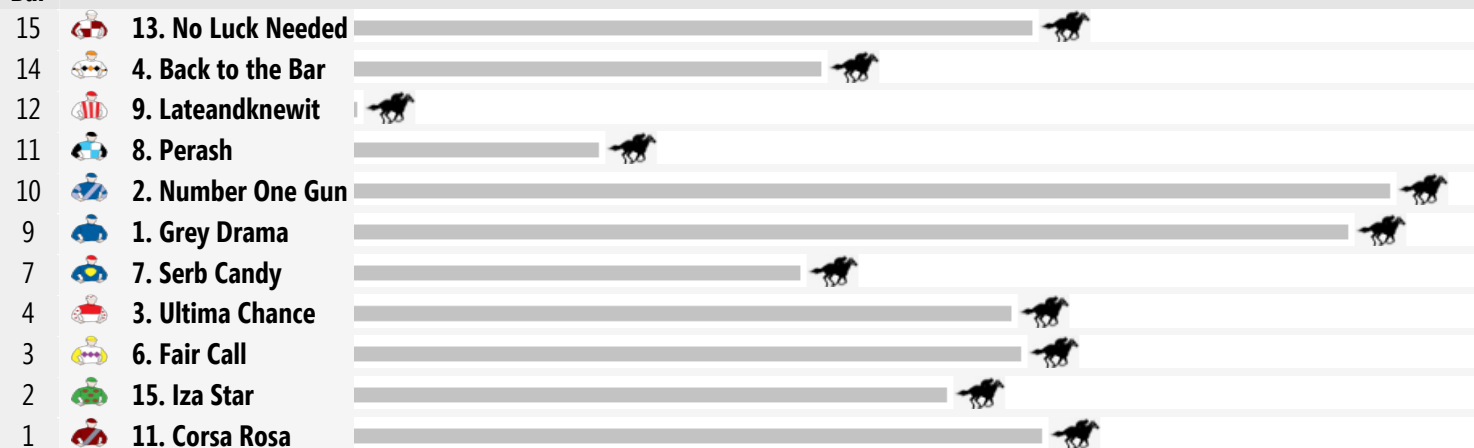 Bar
15 13. No Luck Needed
14 4. Back to the Bar
12 9. Lateandknewit
11 8. Perash
10 2. Number One Gun
9 1. Grey Drama
7 7. Serb Candy
4 3. Ultima Chance
3 6. Fair Call
2 15. Iza Star
1 11. Corsa Rosa